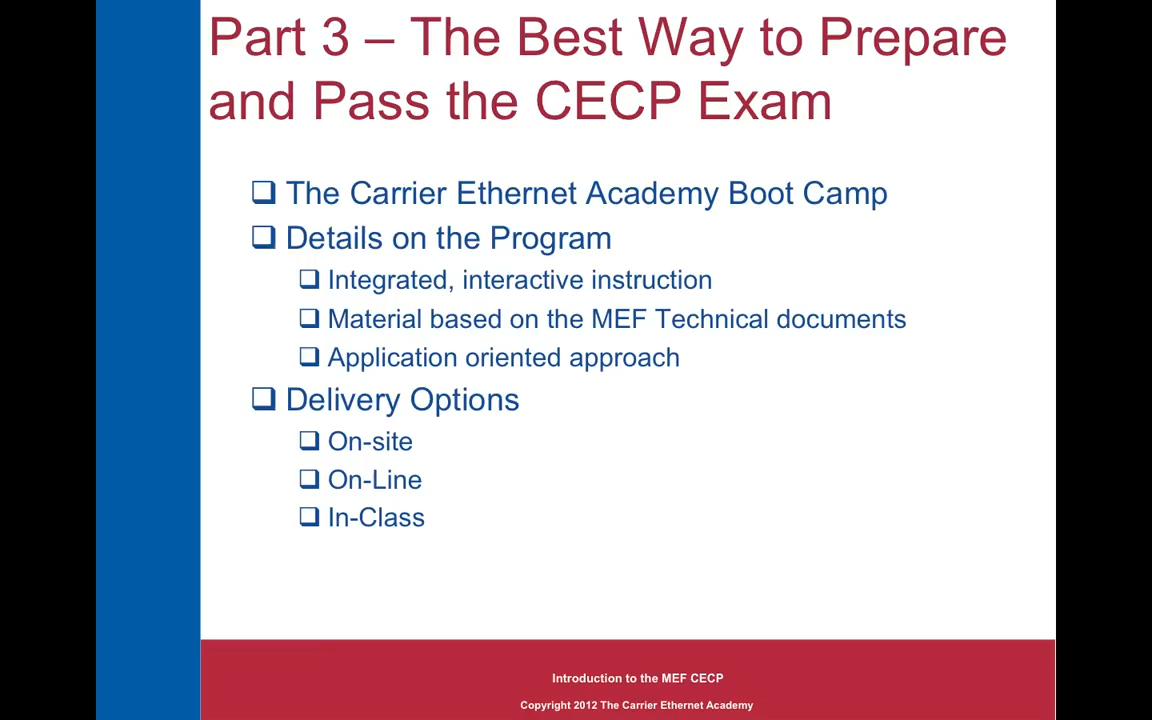 Part 3 – The Best Way to Prepare
and Pass the CECP Exam
❑ The Carrier Ethernet Academy Boot Camp
❑ Details on the Program
❑ Integrated, interactive instruction
❑ Material based on the MEF Technical documents
❑ Application oriented approach
❑ Delivery Options
❑ On-site
❑ On-Line
❑ In-Class
Introduction to the MEF CECP
Copyright 2012 The Carrier Ethernet Academy